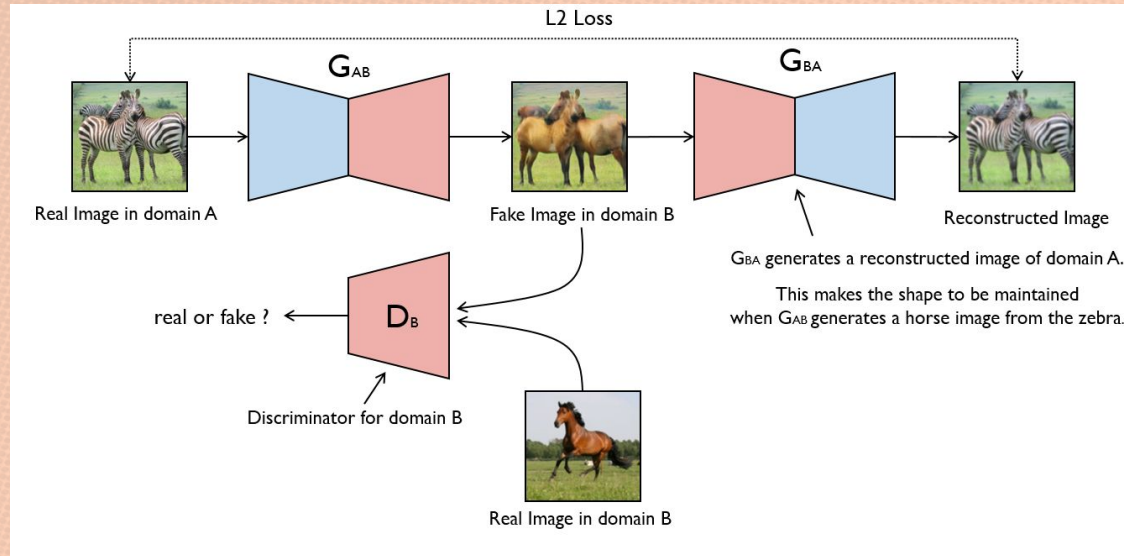 L2 Loss
GAB
GBA
Real Image in domain A
Fake Image in domain B
Reconstructed Image
GBA generates a reconstructed image of domain A.
This makes the shape to be maintained
when GAB generates a horse image from the zebra.
real or fake ?
DB
Discriminator for domain B
Real Image in domain B